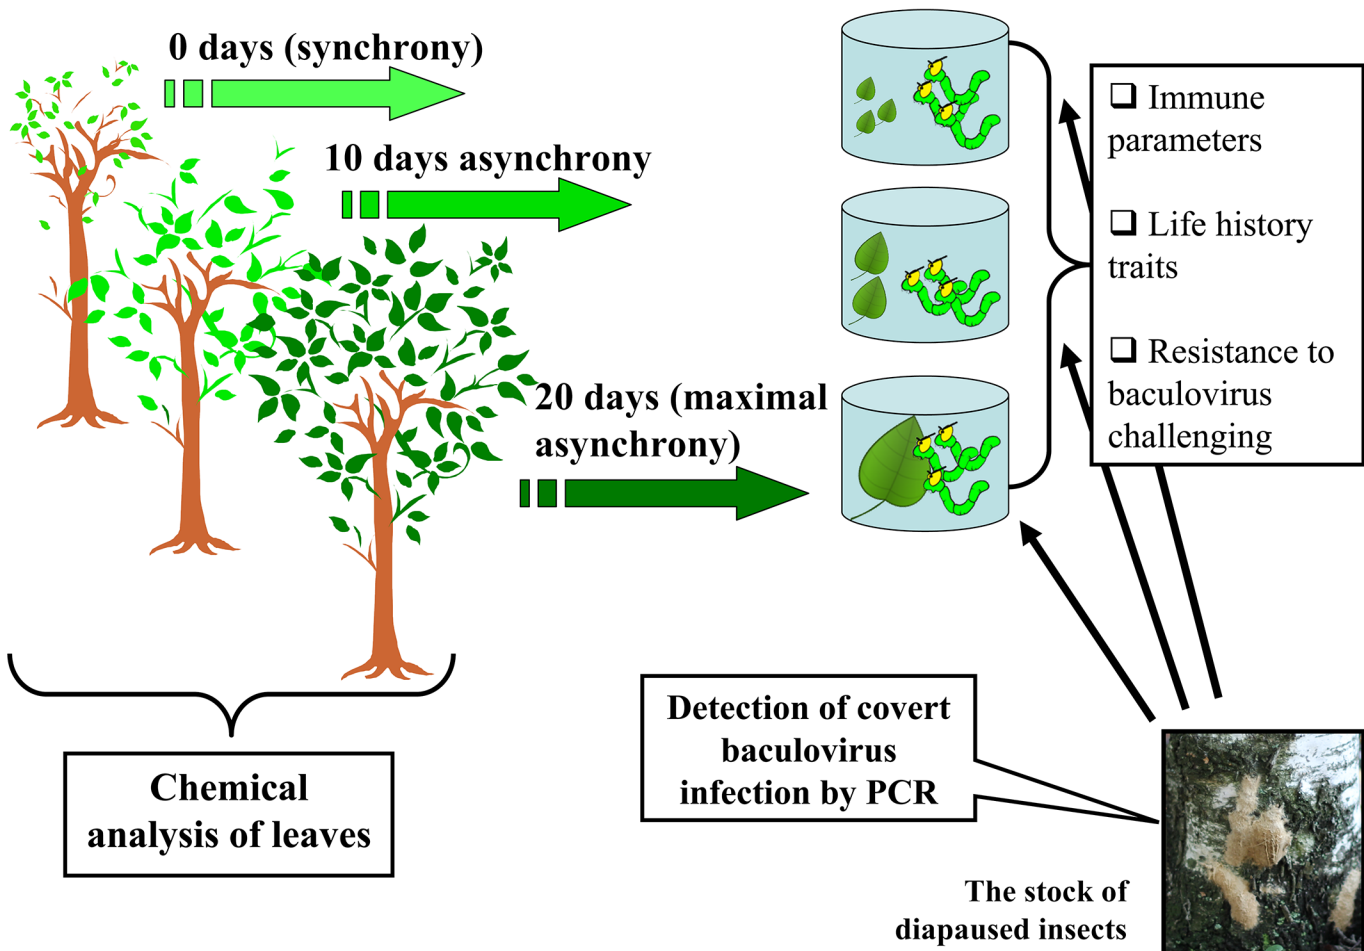 0 days (synchrony)
10 days asynchrony
20 days (maximal
asynchrony)
❑ Immune
parameters
❑ Life history
traits
❑ Resistance to
baculovirus
challenging
Chemical
analysis of leaves
Detection of covert
baculovirus
infection by PCR
The stock of
diapaused insects